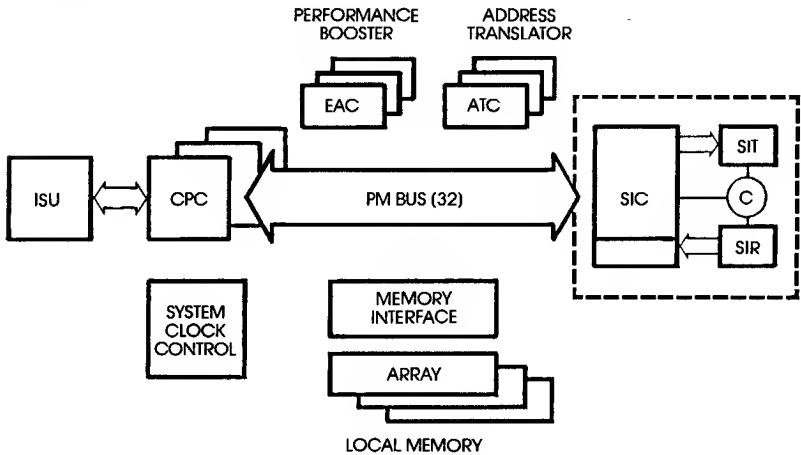 PERFORMANCE
BOOSTER
ADDRESS
TRANSLATOR
EAC
ATC
ISU
CPC
PM BUS (32)
SIC
SIT
C
SIR
SYSTEM
CLOCK
CONTROL
MEMORY
INTERFACE
ARRAY
LOCAL MEMORY